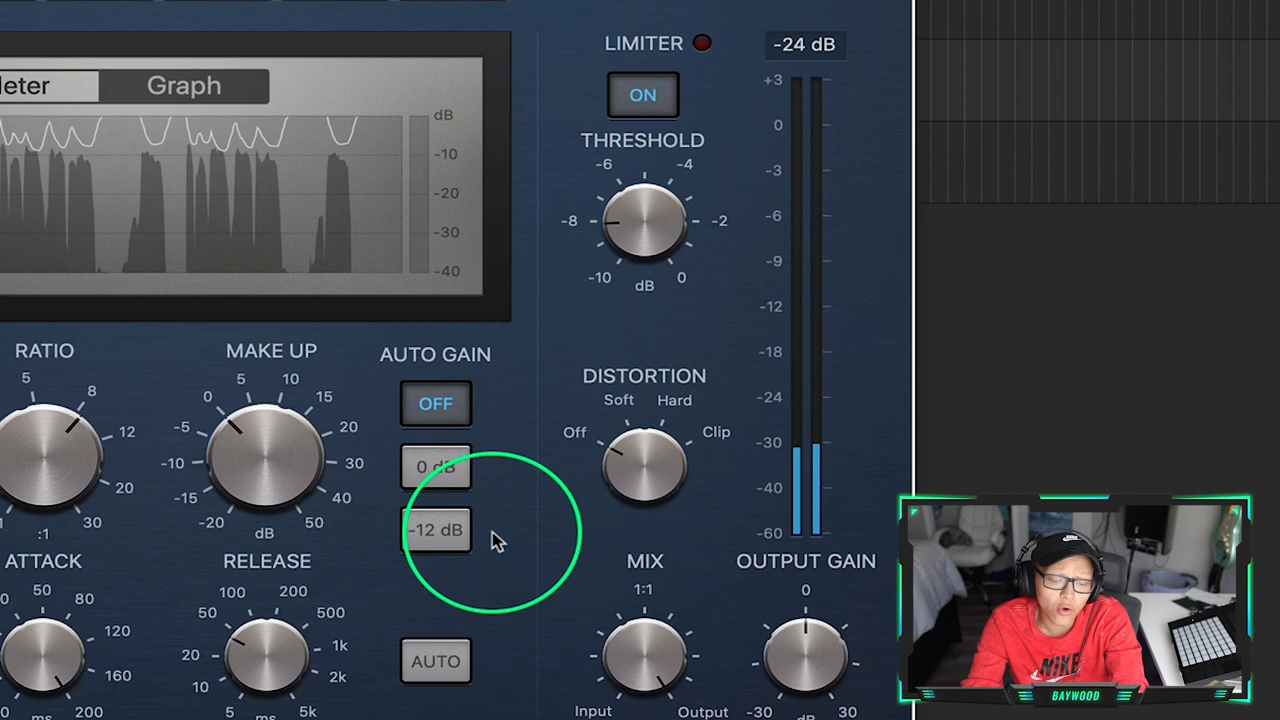 LIMITER
-24 dB
eter
Graph
ON
+3
0
-3
-6
-9
-12
-18
-24
-30
-40
-60
dB
-10
-20
-30
-40
THRESHOLD
-6
-4
-8
-2
-10
0
dB
RATIO
5
8
12
20
30
:1
MAKE UP
0
5
10
15
20
30
40
50
-5
-10
-15
-20
dB
AUTO GAIN
OFF
0 dB
-12 dB
DISTORTION
Soft
Hard
Off
Clip
ATTACK
50
80
120
160
200
ms
RELEASE
100
200
50
500
20
1k
10
2k
5
5k
ms
AUTO
MIX
1:1
Input
Output
OUTPUT GAIN
0
-30
30
dB
NIKE
BAYWOOD